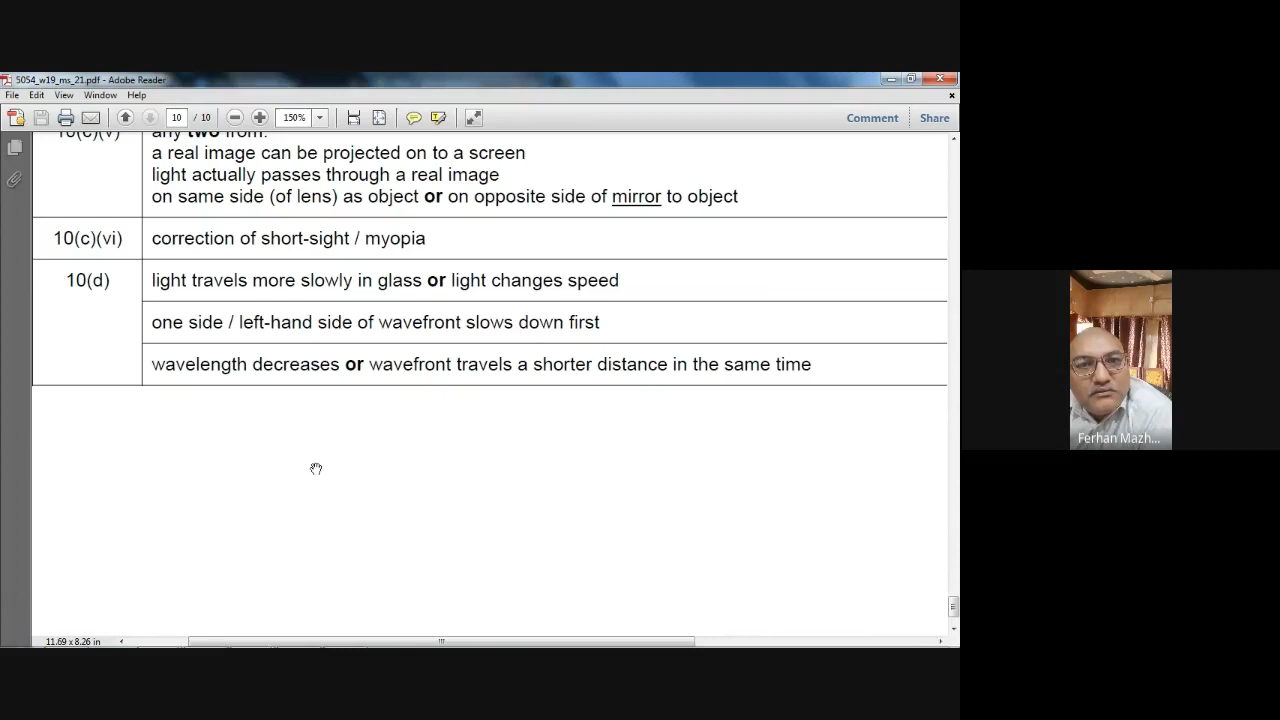 5054_w19_ms_21.pdf - Adobe Reader
File Edit View Window Help
10 / 10 150% Comment Share
10(c)(v) any two from:
a real image can be projected on to a screen
light actually passes through a real image
on same side (of lens) as object or on opposite side of mirror to object
10(c)(vi) correction of short-sight / myopia
10(d) light travels more slowly in glass or light changes speed
one side / left-hand side of wavefront slows down first
wavelength decreases or wavefront travels a shorter distance in the same time
Ferhan Mazh...
11.69 x 8.26 in